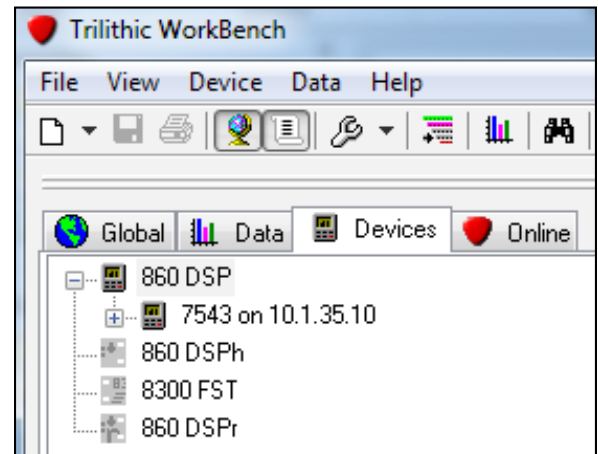 Trilithic WorkBench
File View Device Data Help
Global Data Devices Online
860 DSP
7543 on 10.1.35.10
860 DSPh
8300 FST
860 DSPr